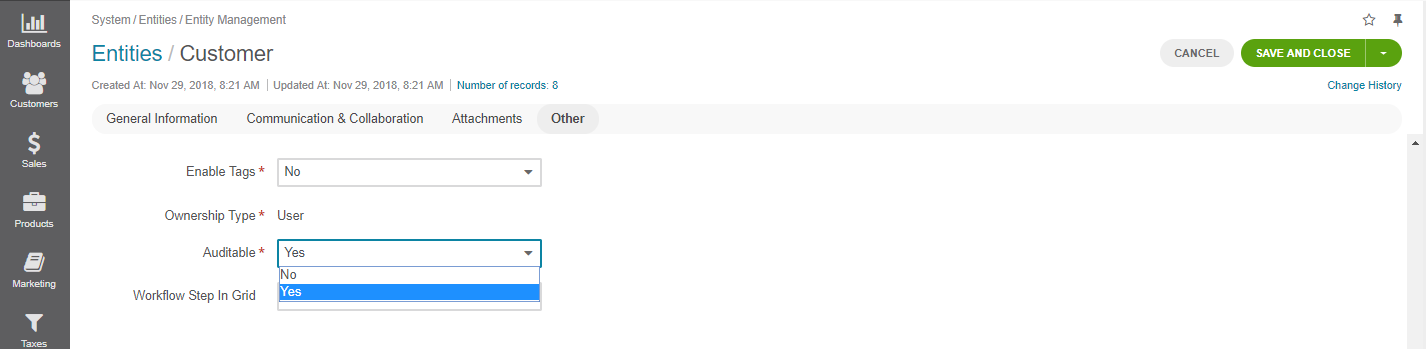 System / Entities / Entity Management
Entities / Customer
CANCEL
SAVE AND CLOSE
Created At: Nov 29, 2018, 8:21 AM
Updated At: Nov 29, 2018, 8:21 AM
Number of records: 8
Change History
General Information
Communication & Collaboration
Attachments
Other
Enable Tags *
No
Ownership Type *
User
Auditable *
Yes
No
Yes
Workflow Step In Grid
Dashboards
Customers
Sales
Products
Marketing
Taxes